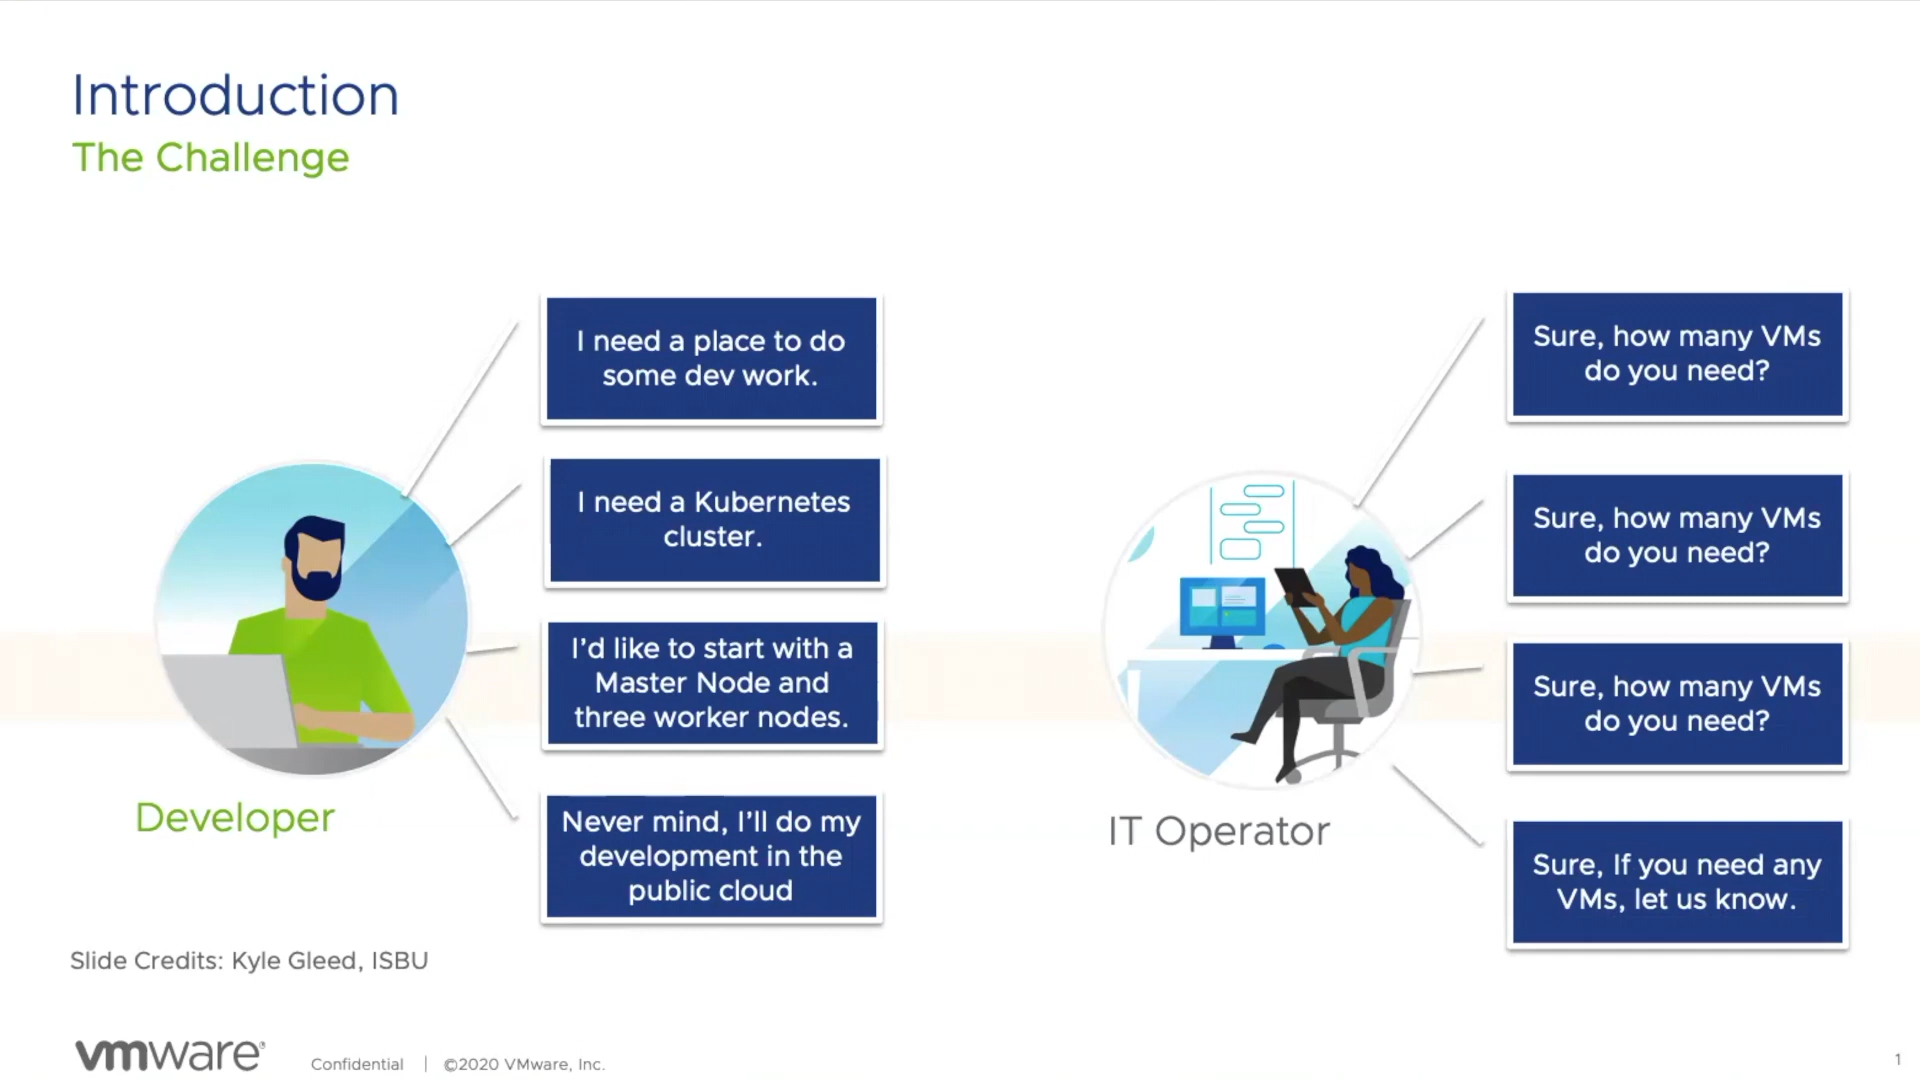 Introduction
The Challenge
I need a place to do
some dev work.
I need a Kubernetes
cluster.
I'd like to start with a
Master Node and
three worker nodes.
Never mind, I'll do my
development in the
public cloud
Developer
Sure, how many VMs
do you need?
Sure, how many VMs
do you need?
Sure, how many VMs
do you need?
Sure, If you need any
VMs, let us know.
IT Operator
Slide Credits: Kyle Gleed, ISBU
vmware®
Confidential | ©2020 VMware, Inc.
1